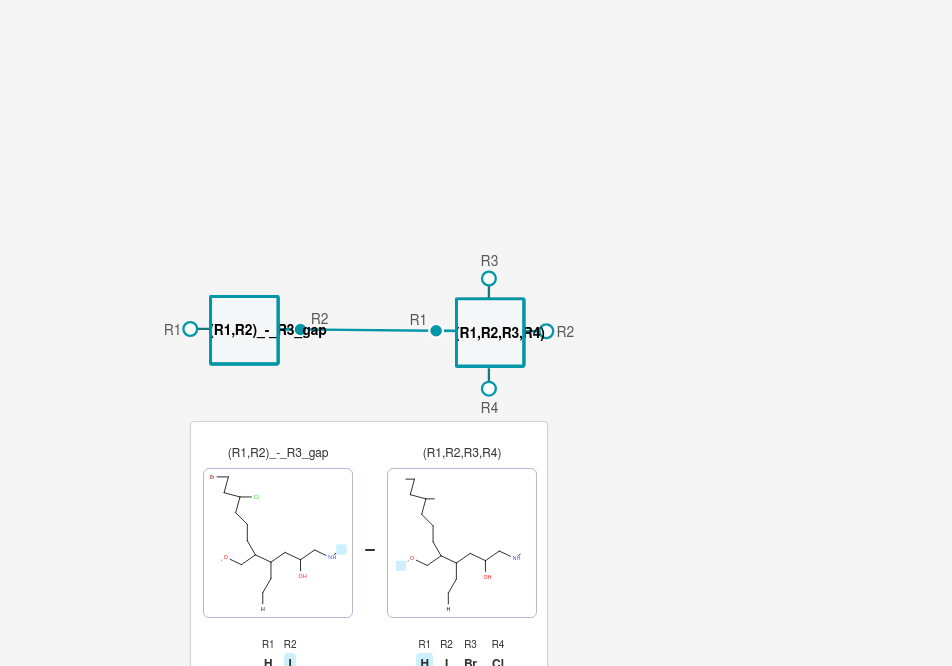 R3
R1
(R1,R2)_-_R3_gap
R2
R1
(R1,R2,R3,R4)
R2
R4
(R1,R2)_-_R3_gap
(R1,R2,R3,R4)
Br
Cl
O
NH
OH
H
O
NH
OH
H
R1 R2
R1 R2 R3 R4
H I
H I Br Cl